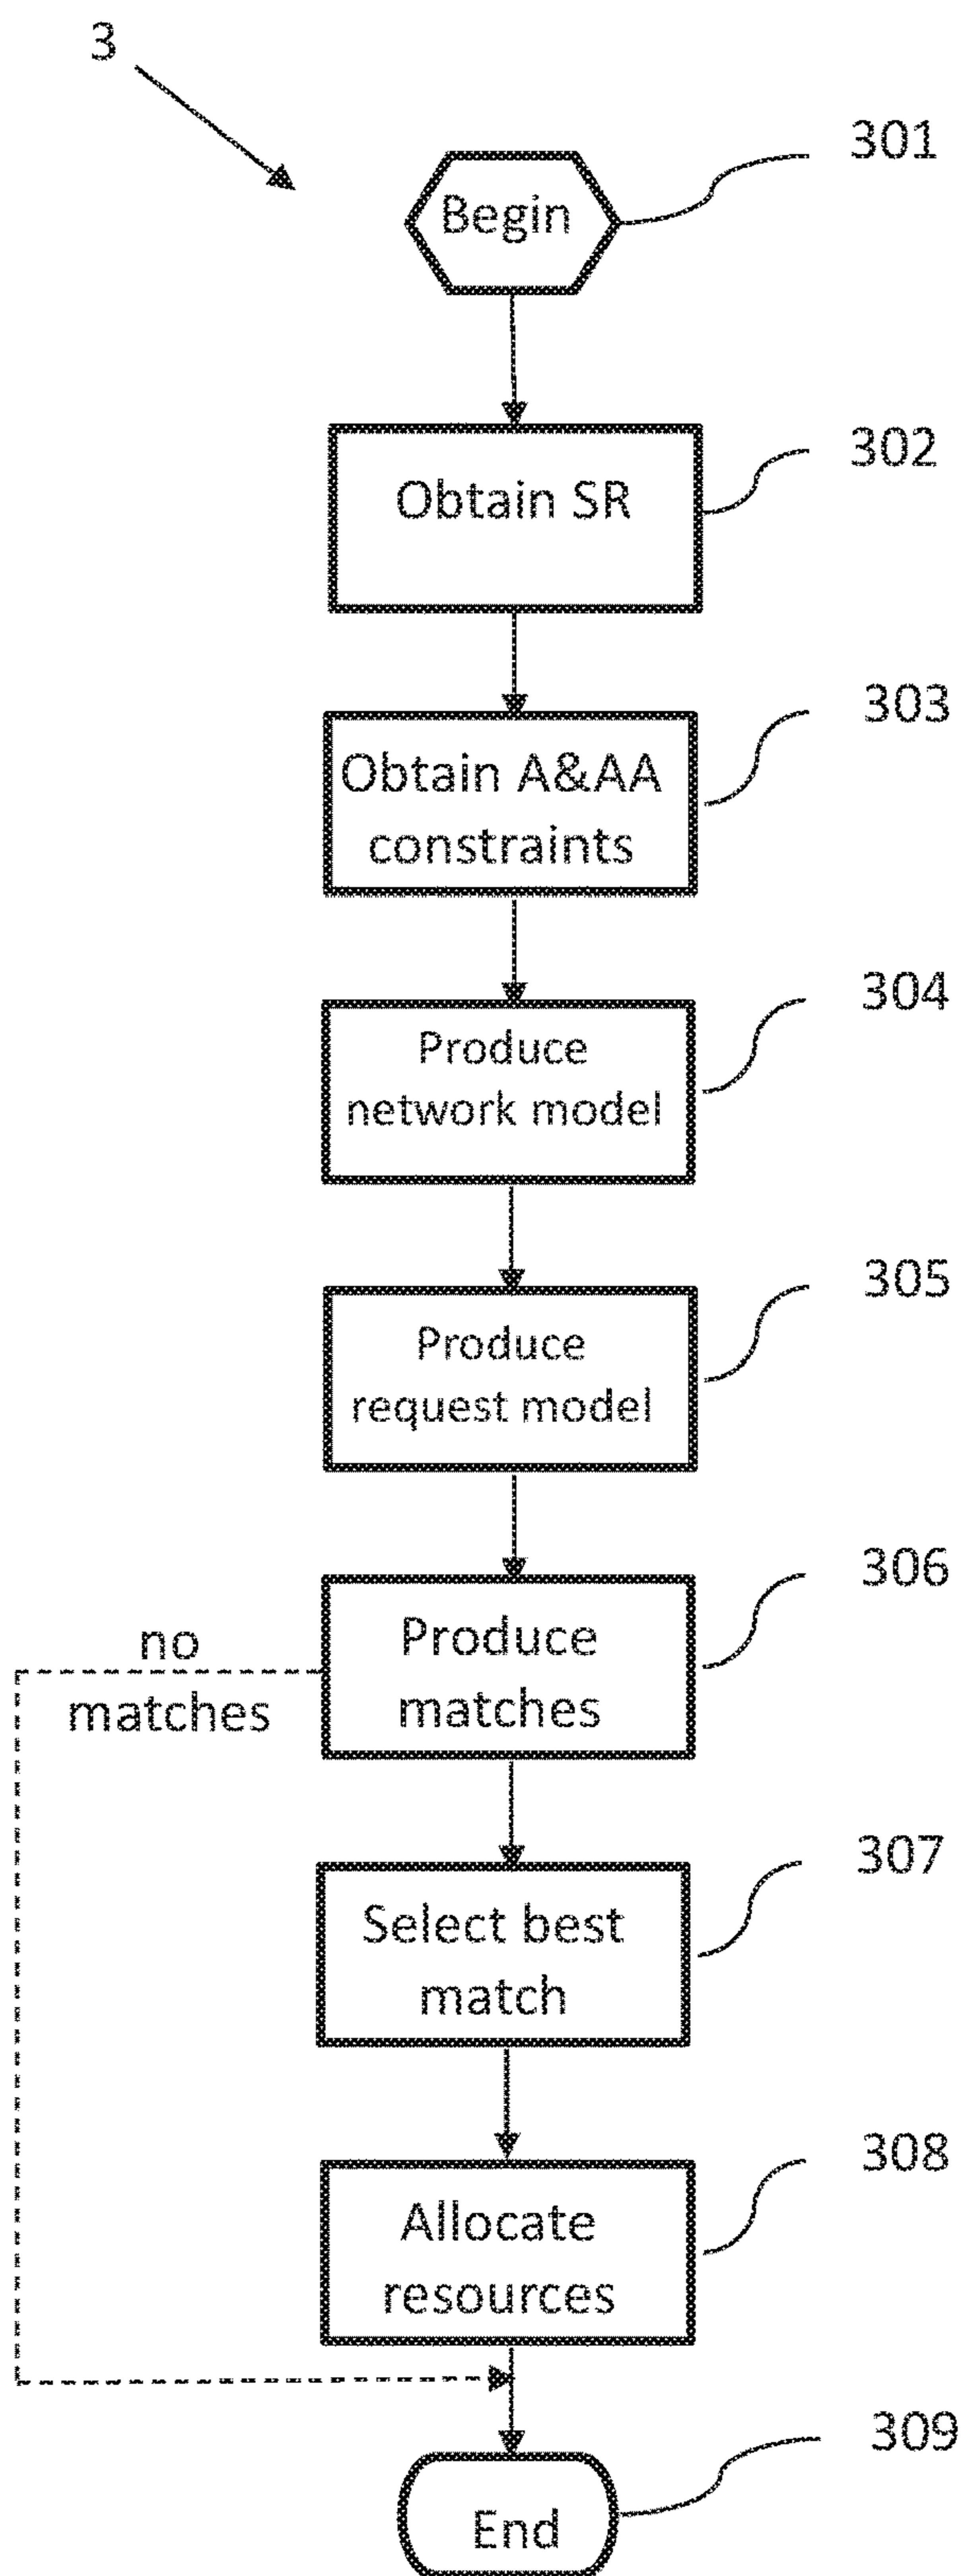 3
301
Begin
302
Obtain SR
303
Obtain A&AA
constraints
304
Produce
network model
305
Produce
request model
306
Produce
matches
no
matches
307
Select best
match
308
Allocate
resources
309
End